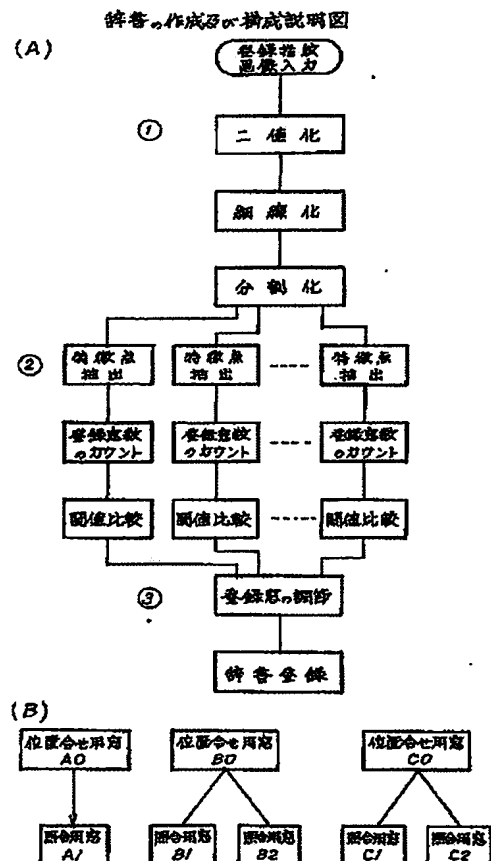 辞書の作成及び構成説明図
(A)
登録指紋
画像入力
①
二値化
細線化
分割化
②
特徴点
抽出
特徴点
抽出
特徴点
抽出
登録窓数
のカウント
登録窓数
のカウント
登録窓数
のカウント
閾値比較
閾値比較
閾値比較
③
登録窓の調節
辞書登録
(B)
位置合せ用窓
A0
位置合せ用窓
B0
位置合せ用窓
C0
照合用窓
A1
照合用窓
B1
照合用窓
B2
照合用窓
C1
照合用窓
C2